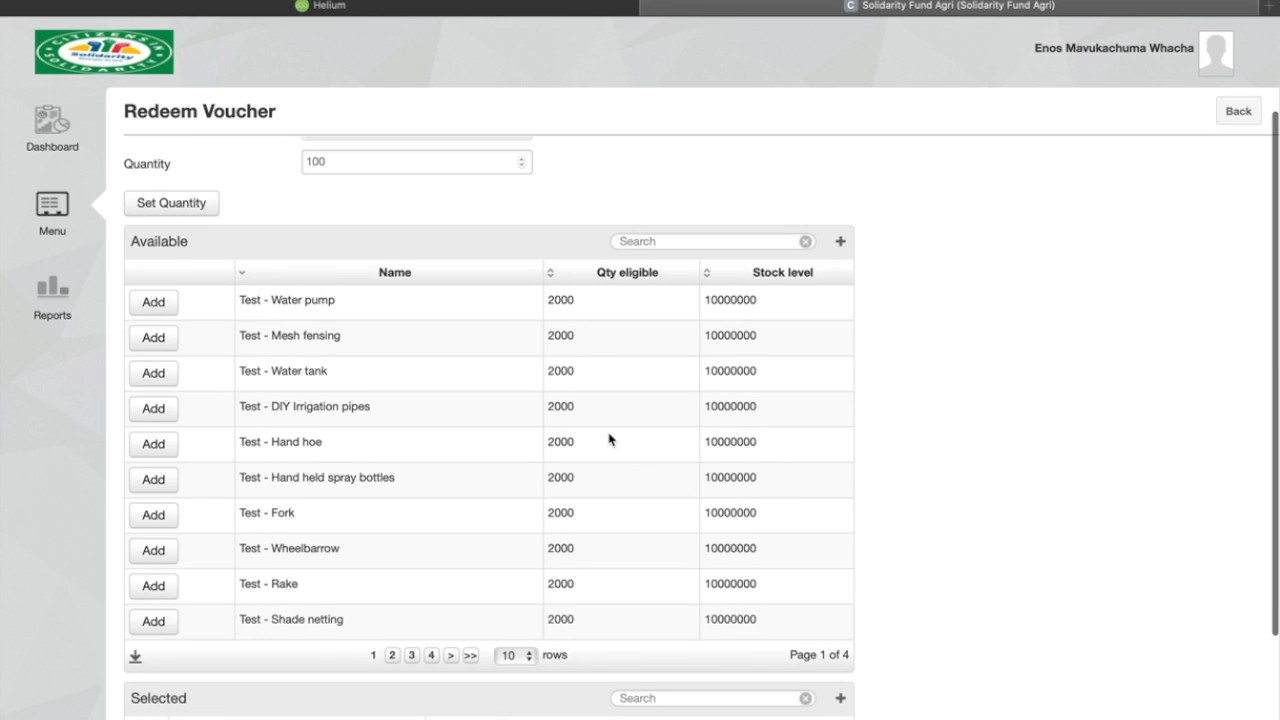 Helium
C Solidarity Fund Agri (Solidarity Fund Agri)
CITIZENS IN SOLIDARITY
Solidarity
Enos Mavukachuma Whacha
Redeem Voucher
Back
Dashboard
Quantity
100
Menu
Set Quantity
Available
Search
Name Qty eligible Stock level
Reports
Add Test - Water pump 2000 10000000
Add Test - Mesh fensing 2000 10000000
Add Test - Water tank 2000 10000000
Add Test - DIY Irrigation pipes 2000 10000000
Add Test - Hand hoe 2000 10000000
Add Test - Hand held spray bottles 2000 10000000
Add Test - Fork 2000 10000000
Add Test - Wheelbarrow 2000 10000000
Add Test - Rake 2000 10000000
Add Test - Shade netting 2000 10000000
1 2 3 4 > >> 10 rows Page 1 of 4
Selected
Search